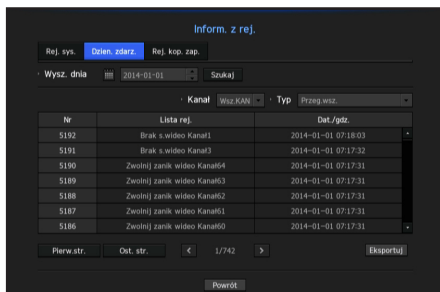 Inform. z rej.
Rej. sys. Dzien. zdarz. Rej. kop. zap.
· Wysz. dnia 2014-01-01 Szukaj
· Kanał Wsz.KAN · Typ Przeg.wsz.
Nr Lista rej. Dat./gdz.
5192 Brak s.wideo Kanał1 2014-01-01 07:18:03
5191 Brak s.wideo Kanał3 2014-01-01 07:17:32
5190 Zwolnij zanik wideo Kanał64 2014-01-01 07:17:31
5189 Zwolnij zanik wideo Kanał63 2014-01-01 07:17:31
5188 Zwolnij zanik wideo Kanał62 2014-01-01 07:17:31
5187 Zwolnij zanik wideo Kanał61 2014-01-01 07:17:31
5186 Zwolnij zanik wideo Kanał60 2014-01-01 07:17:31
Pierw.str. Ost. str. < 1/742 > Eksportuj
Powrót